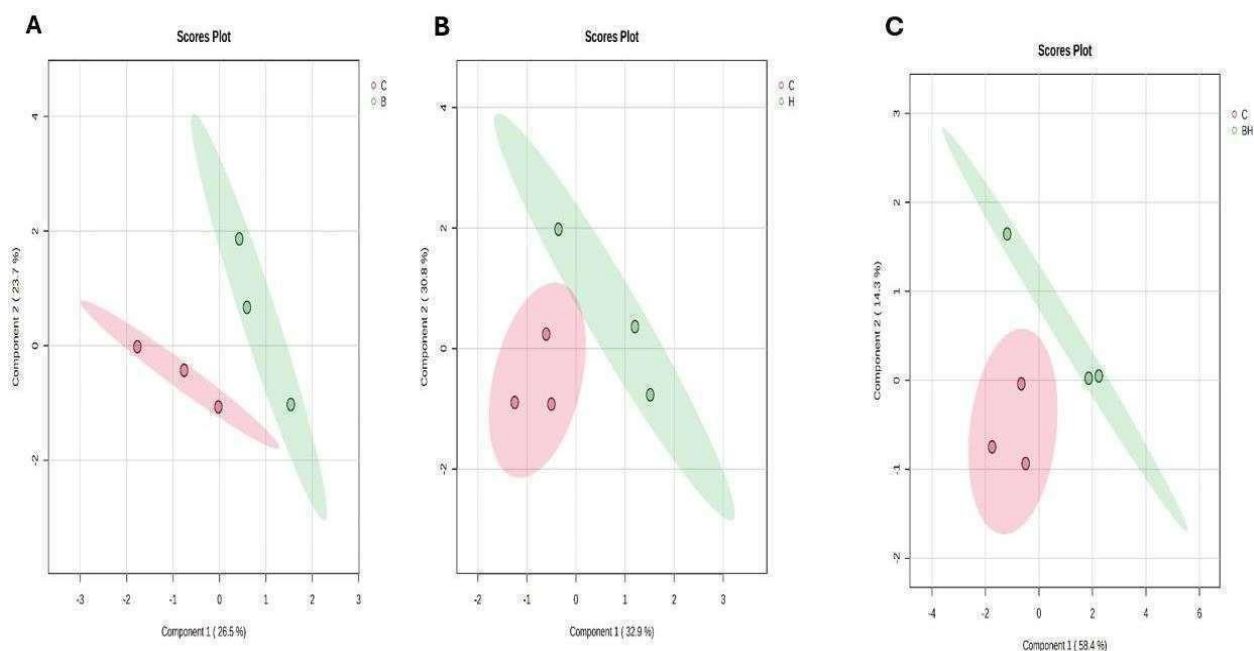 A
Scores Plot
C
B
4
2
0
-2
Component 2 ( 23.7 %)
-3 -2 -1 0 1 2 3
Component 1 ( 26.5 %)
B
Scores Plot
C
H
4
2
0
-2
Component 2 ( 30.8 %)
-2 -1 0 1 2 3
Component 1 ( 32.9 %)
C
Scores Plot
C
BH
3
2
1
0
-1
-2
Component 2 ( 14.3 %)
-4 -2 0 2 4 6
Component 1 ( 58.4 %)